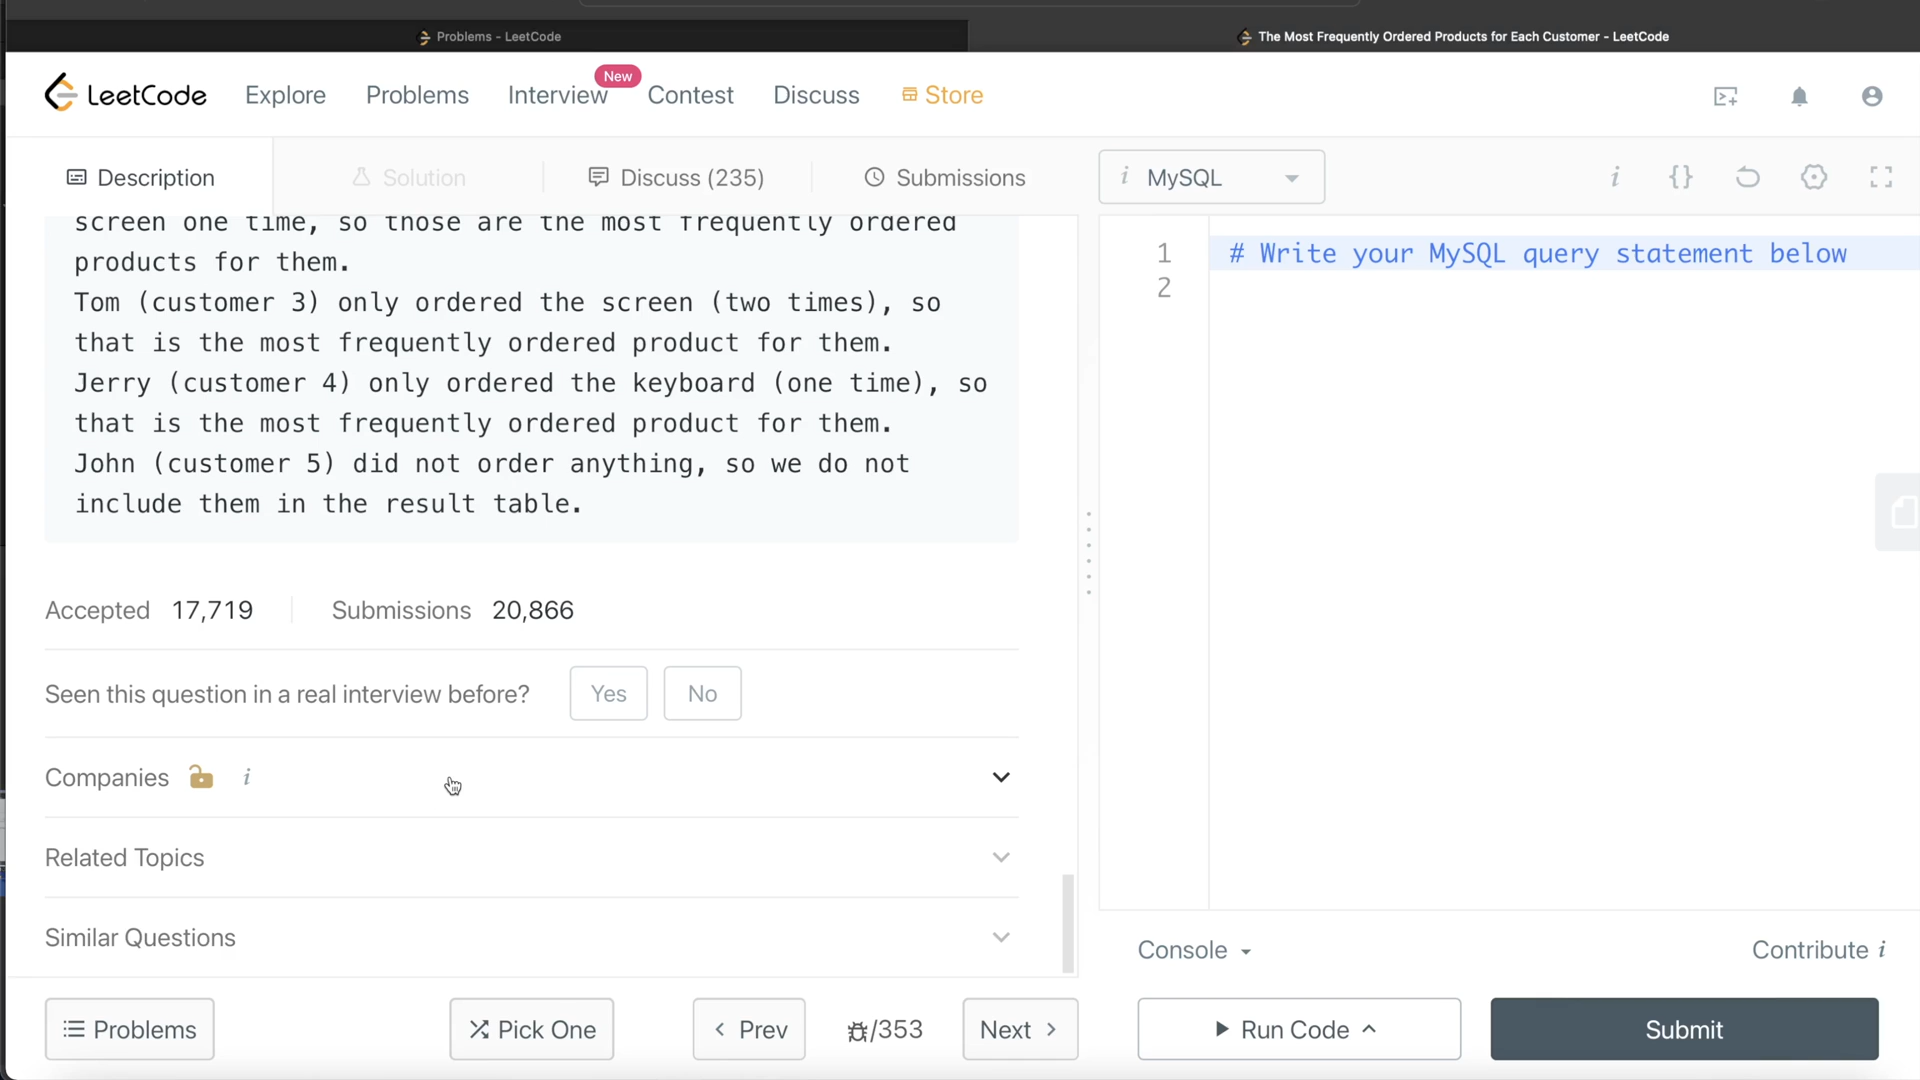 Problems - LeetCode
The Most Frequently Ordered Products for Each Customer - LeetCode
LeetCode
Explore
Problems
Interview
New
Contest
Discuss
Store
Description
Solution
Discuss (235)
Submissions
i MySQL
i {}
screen one time, so those are the most frequently ordered
products for them.
Tom (customer 3) only ordered the screen (two times), so
that is the most frequently ordered product for them.
Jerry (customer 4) only ordered the keyboard (one time), so
that is the most frequently ordered product for them.
John (customer 5) did not order anything, so we do not
include them in the result table.
Accepted 17,719
Submissions 20,866
Seen this question in a real interview before?
Yes
No
Companies i
Related Topics
Similar Questions
1 # Write your MySQL query statement below
2
Console
Contribute i
Problems
Pick One
Prev
/353
Next
Run Code
Submit